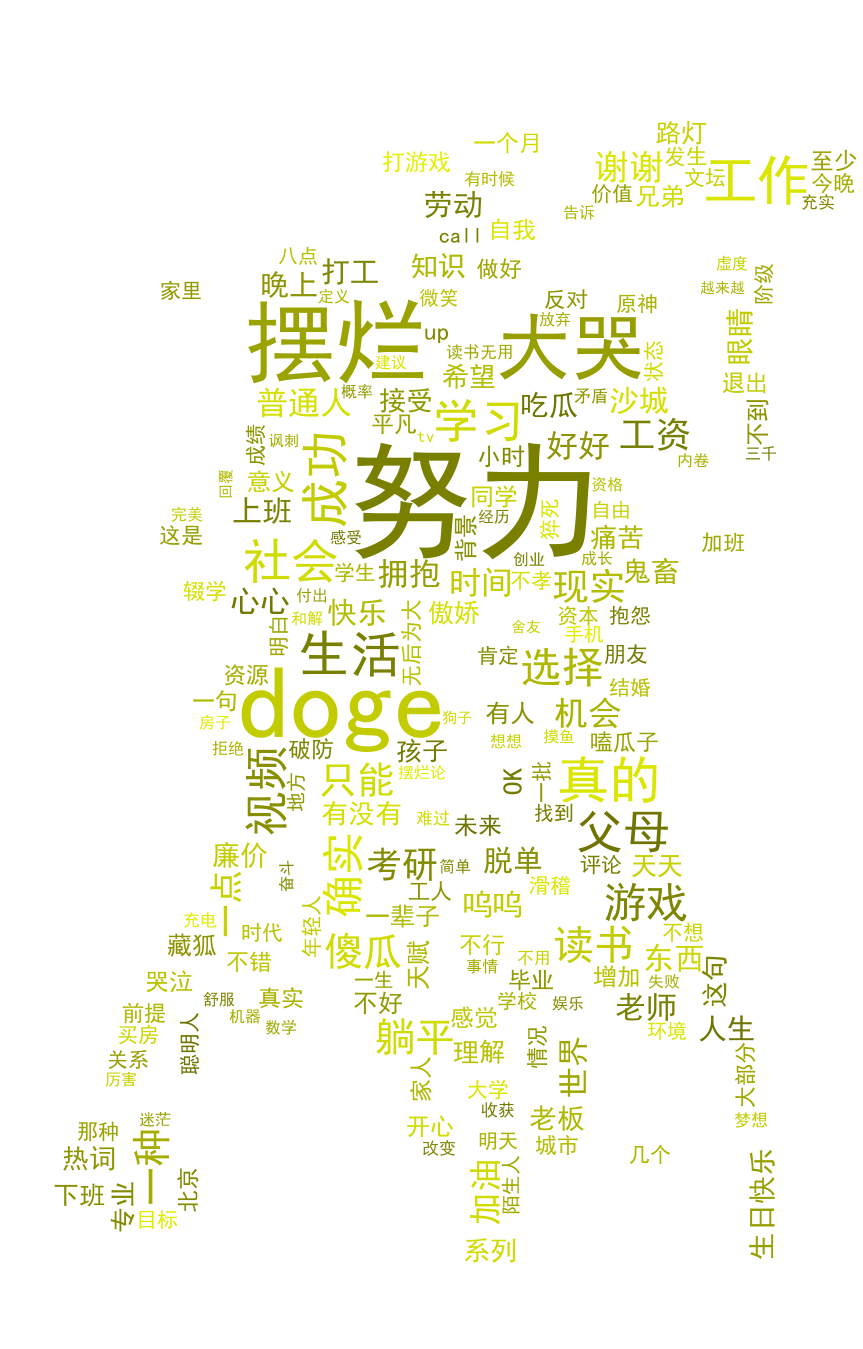 路灯
一个月
谢谢
发生
工作
至少
打游戏
有时候
文坛
今晚
价值
兄弟
充实
劳动
告诉
call
自我
八点
知识
做好
虚度
家里
晚上
打工
越来越
阶级
定义
微笑
反对
原神
摆烂
up
大哭
放弃
眼睛
读书无用
状态
建议
希望
退出
概率
普通人
接受
吃瓜
矛盾
沙城
不到
平凡
学习
tv
成绩
讽刺
小时
好好
工资
三千
内卷
成功
努力
回覆
意义
同学
资格
完美
上班
经历
猝死
自由
这是
感受
背景
痛苦
加班
社会
创业
成长
学生
拥抱
时间
不孝
现实
鬼畜
辍学
心心
付出
快乐
无后为大
傲娇
资本
抱怨
和解
明白
舍友
手机
生活
肯定
选择
朋友
资源
结婚
一句
doge
狗子
有人
机会
房子
拒绝
破防
孩子
想想
摸鱼
嗑瓜子
视频
地方
只能
摆烂论
OK
一批
真的
有没有
难过
未来
找到
父母
廉价
确实
考研
简单
脱单
评论
天天
奋斗
一点
工人
滑稽
游戏
充电
年轻人
一辈子
呜呜
时代
藏狐
傻瓜
天赋
不行
读书
不想
东西
不错
事情
不用
哭泣
一生
毕业
增加
失败
这句
舒服
真实
不好
学校
娱乐
老师
前提
机器
数学
感觉
买房
聪明人
躺平
环境
人生
关系
理解
情况
世界
大部分
厉害
家人
大学
收获
迷茫
那种
开心
老板
梦想
一种
热词
改变
明天
城市
几个
下班
专业
北京
加油
陌生人
生日快乐
目标
系列